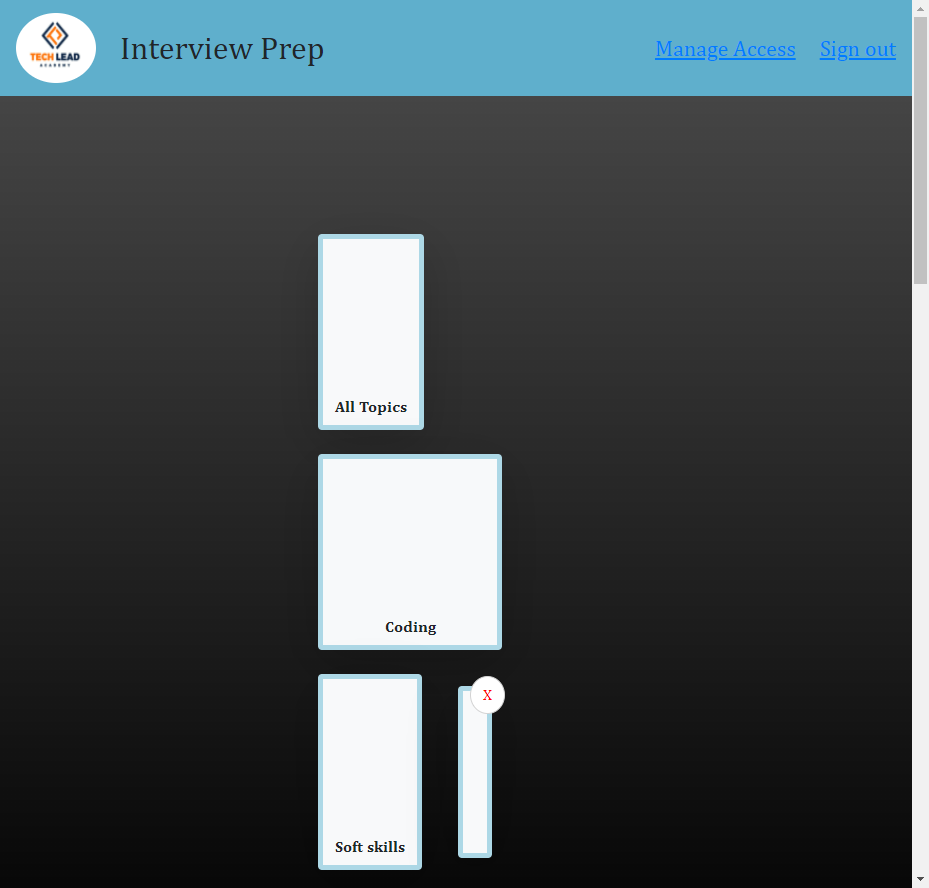 TECH LEAD
ACADEMY
Interview Prep
Manage Access
Sign out
All Topics
Coding
Soft skills
X